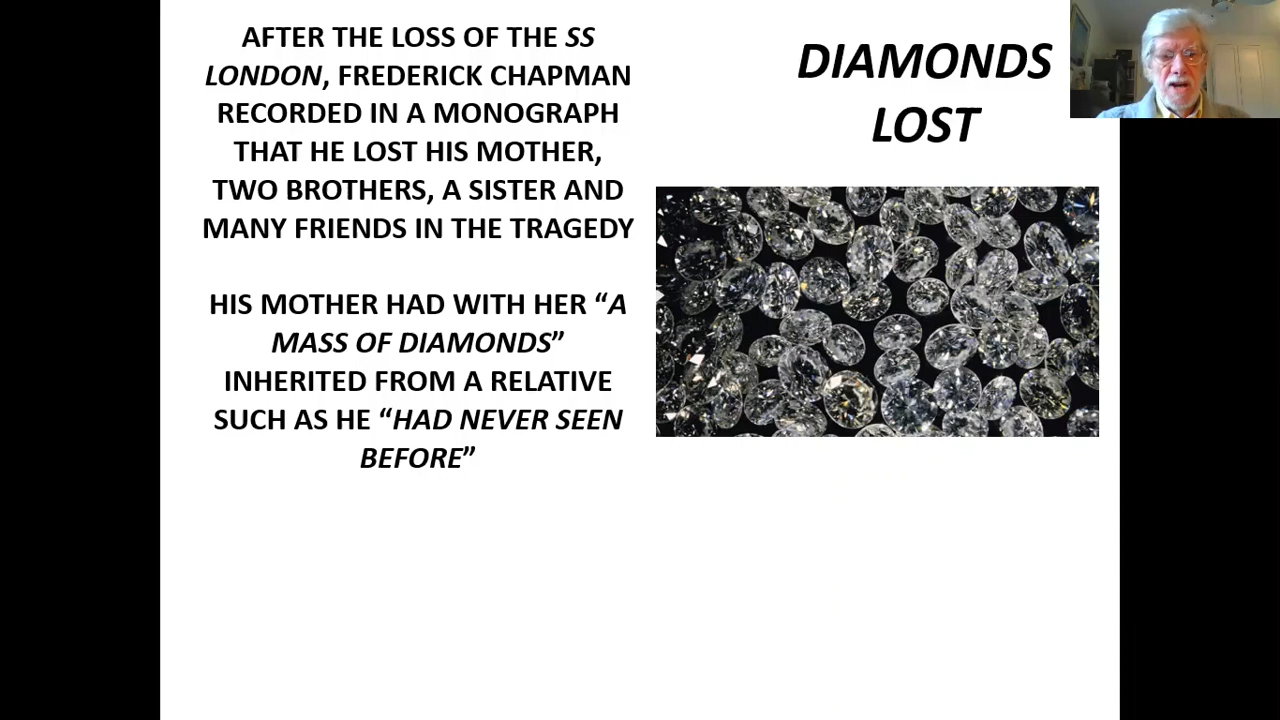 AFTER THE LOSS OF THE SS
LONDON, FREDERICK CHAPMAN
RECORDED IN A MONOGRAPH
THAT HE LOST HIS MOTHER,
TWO BROTHERS, A SISTER AND
MANY FRIENDS IN THE TRAGEDY
HIS MOTHER HAD WITH HER “A
MASS OF DIAMONDS”
INHERITED FROM A RELATIVE
SUCH AS HE “HAD NEVER SEEN
BEFORE”
DIAMONDS
LOST